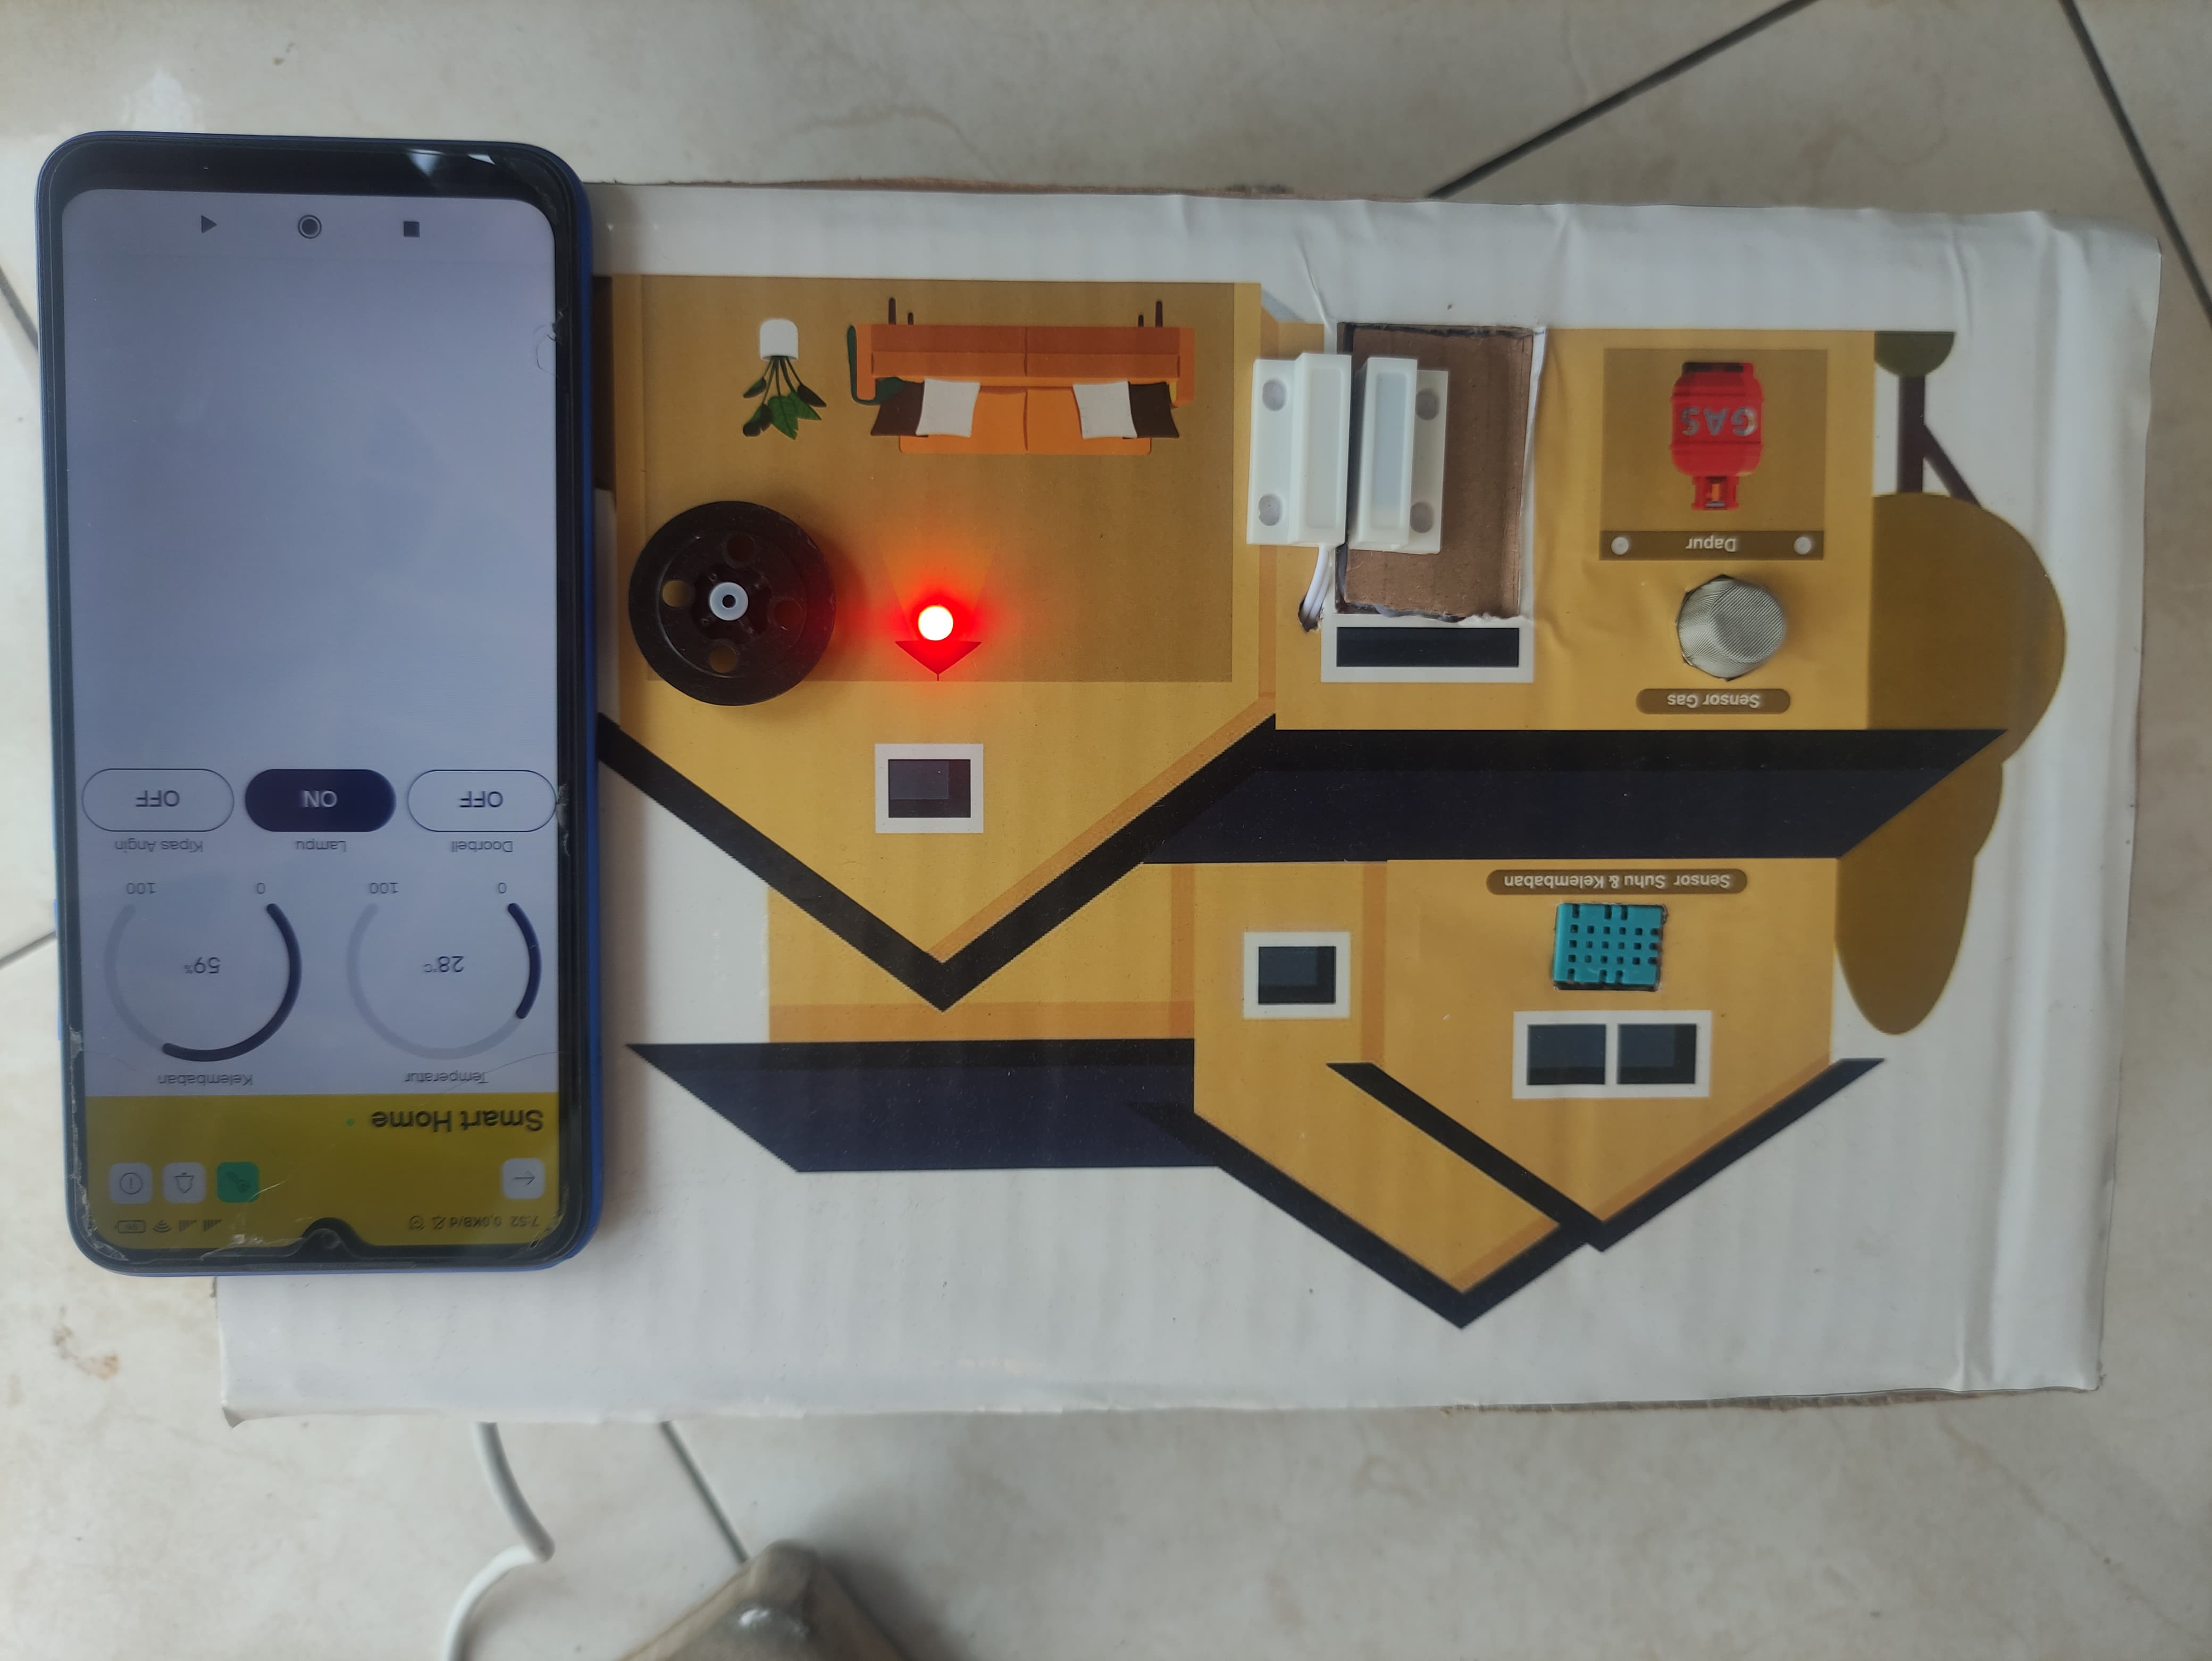 7:52 0,0KB/d
Smart Home
Temperatur
Kelembaban
28°C
59%
0
100
0
100
Doorbell
Lampu
Kipas Angin
OFF
ON
OFF
Sensor Suhu & Kelembaban
Sensor Gas
Dapur
GAS